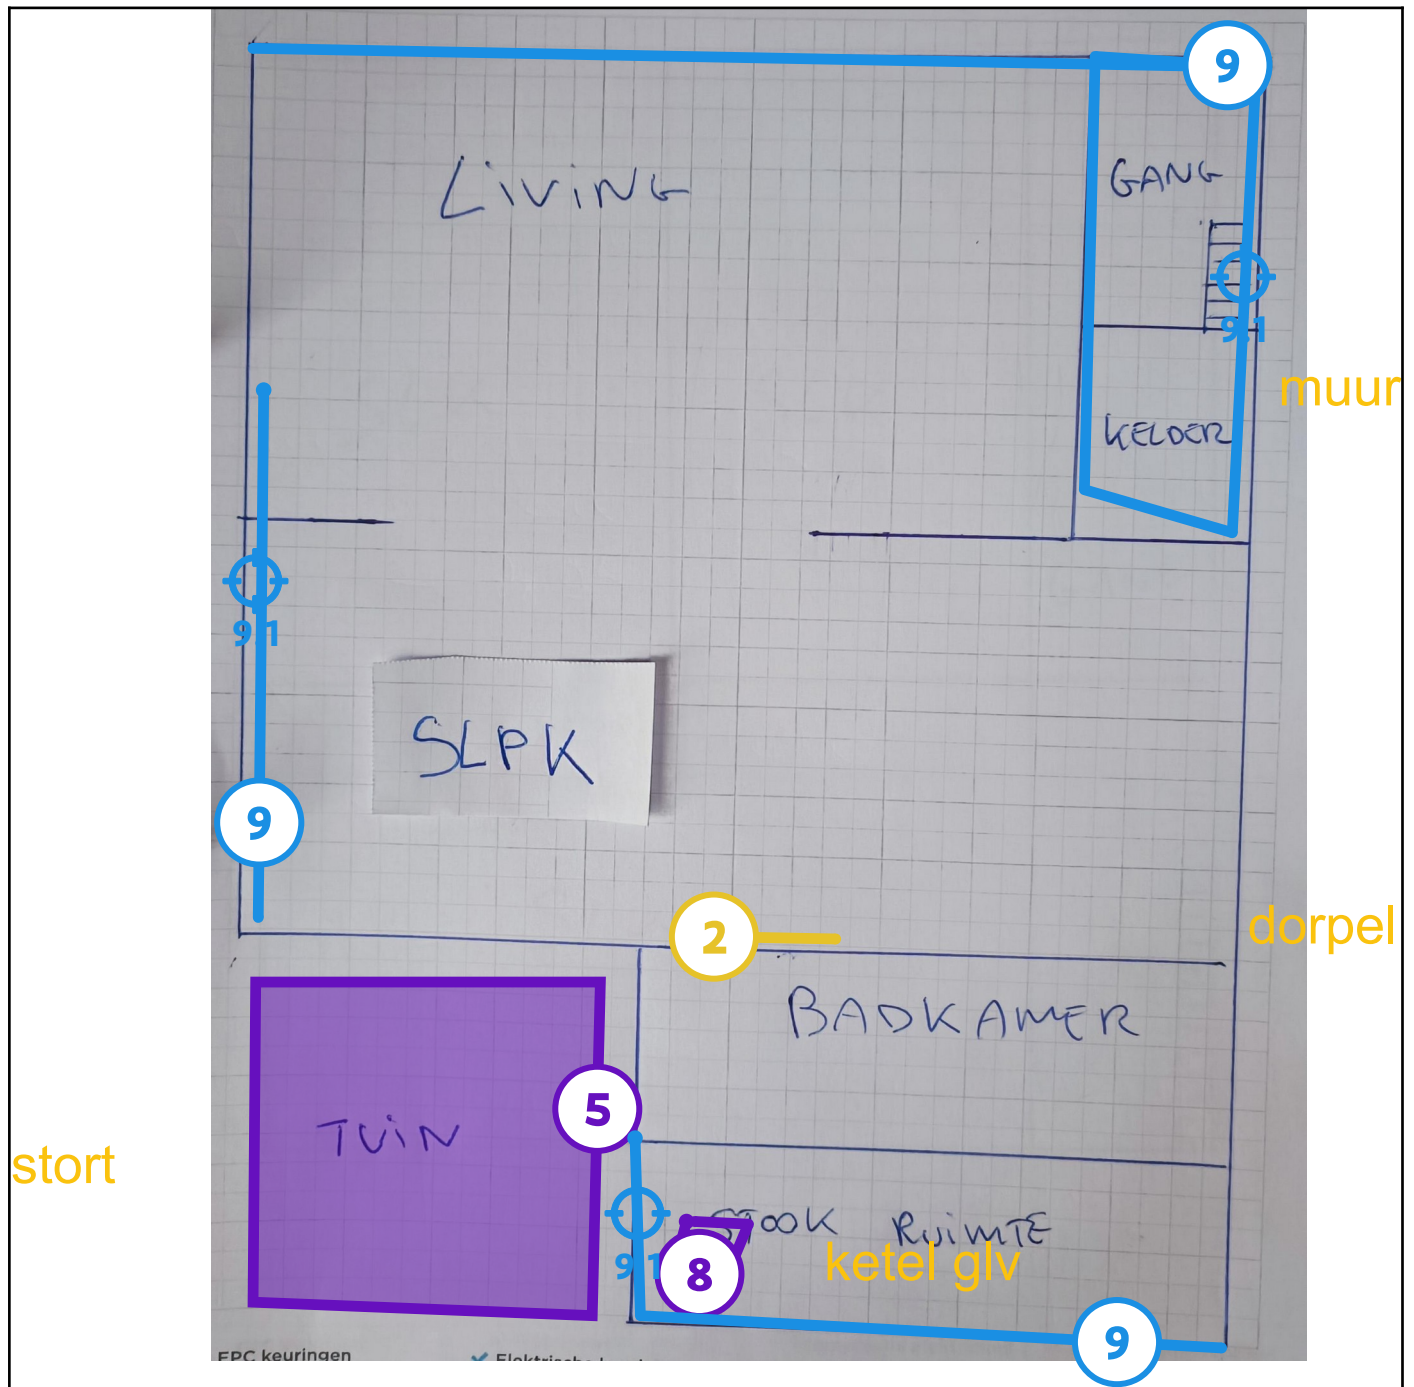 9
LiViNG
GANG
9.1
muur
KELDER
9.1
SLPK
9
2
dorpel
BADKAMER
5
TUiN
stort
STOOK RUiMTE
ketel glv
9.1
8
9
EPC keuringen